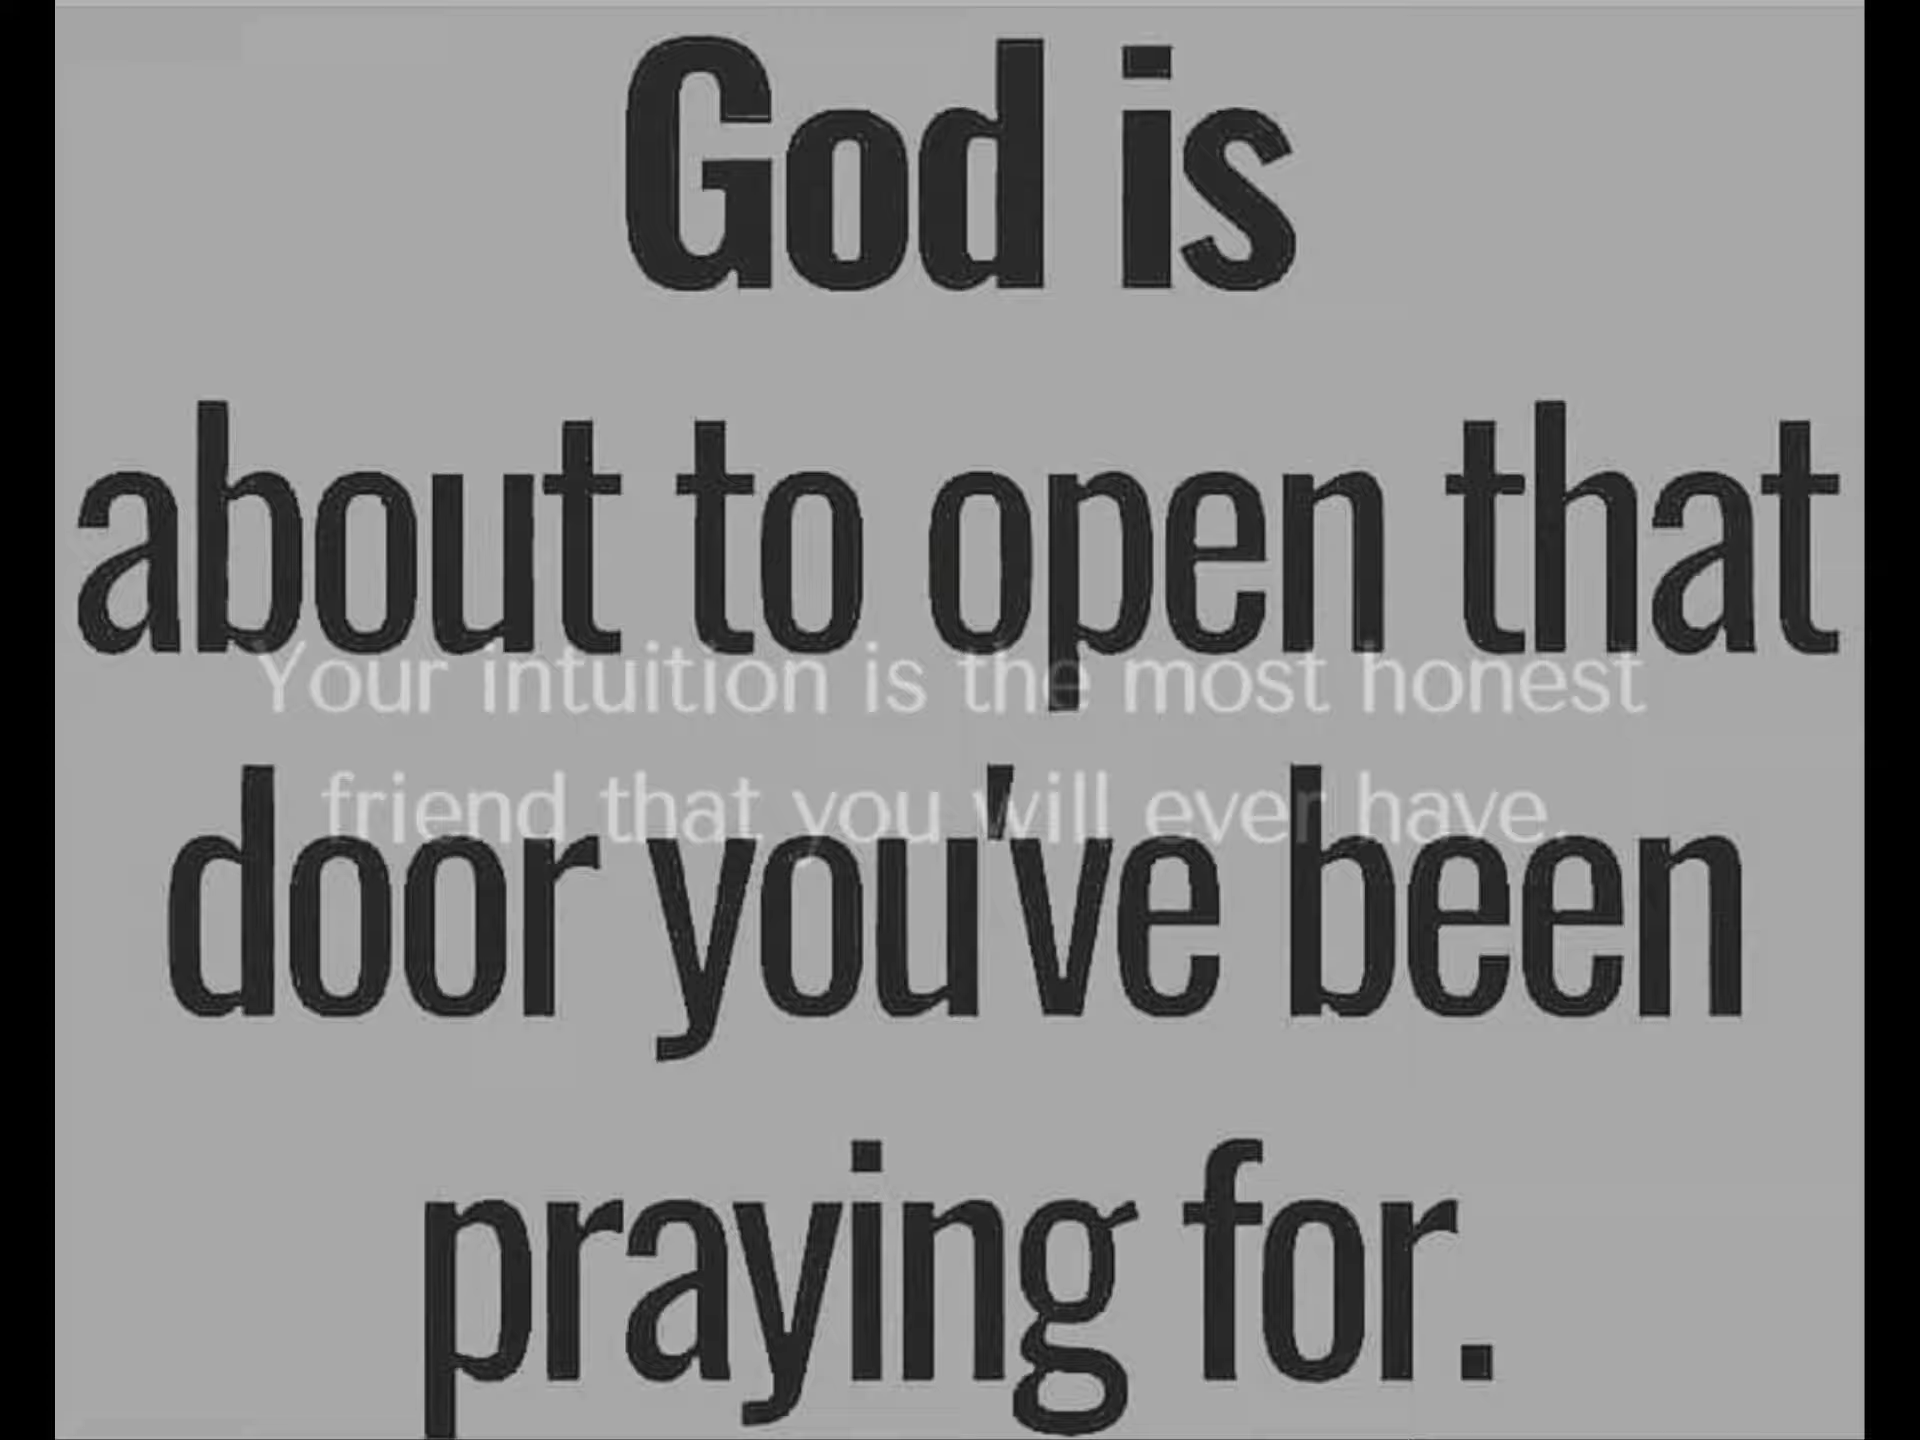 God is
about to open that
Your intuition is the most honest
friend that you will ever have.
door you've been
praying for.